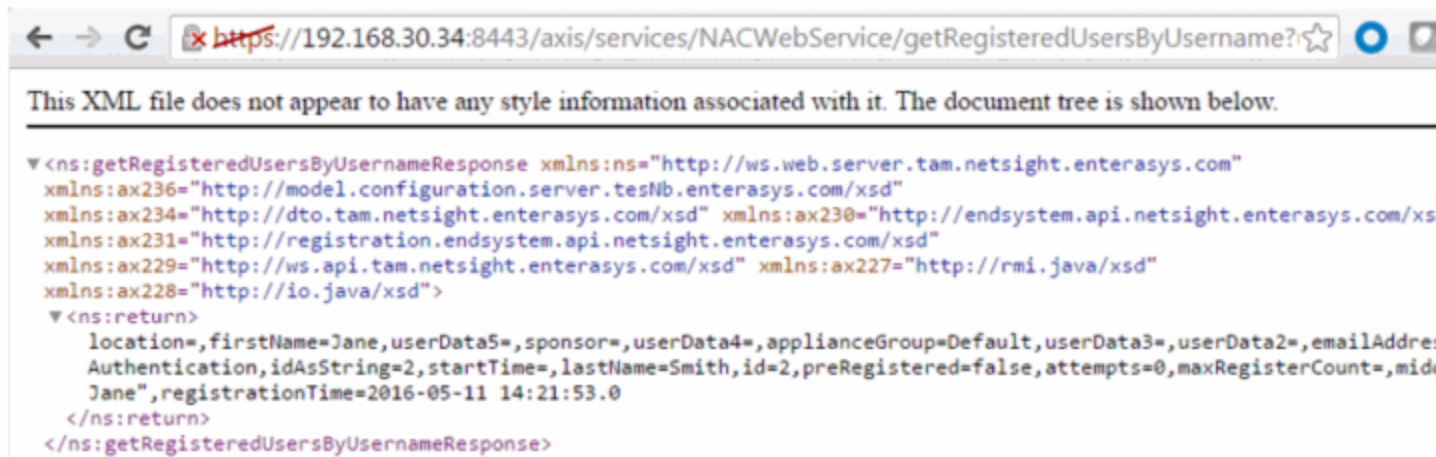 https://192.168.30.34:8443/axis/services/NACWebService/getRegisteredUsersByUsername?
This XML file does not appear to have any style information associated with it. The document tree is shown below.
▼<ns:getRegisteredUsersByUsernameResponse xmlns:ns="http://ws.web.server.tam.netsight.enterasys.com"
xmlns:ax236="http://model.configuration.server.tesNb.enterasys.com/xsd"
xmlns:ax234="http://dto.tam.netsight.enterasys.com/xsd" xmlns:ax230="http://endsystem.api.netsight.enterasys.com/xs
xmlns:ax231="http://registration.endsystem.api.netsight.enterasys.com/xsd"
xmlns:ax229="http://ws.api.tam.netsight.enterasys.com/xsd" xmlns:ax227="http://rmi.java/xsd"
xmlns:ax228="http://io.java/xsd">
▼<ns:return>
location=,firstName=Jane,userData5=,sponsor=,userData4=,applianceGroup=Default,userData3=,userData2=,emailAddres
Authentication,idAsString=2,startTime=,lastName=Smith,id=2,preRegistered=false,attempts=0,maxRegisterCount=,midd
Jane",registrationTime=2016-05-11 14:21:53.0
</ns:return>
</ns:getRegisteredUsersByUsernameResponse>